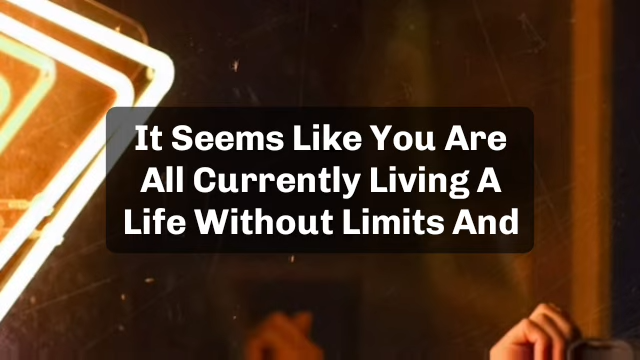 It Seems Like You Are
All Currently Living A
Life Without Limits And